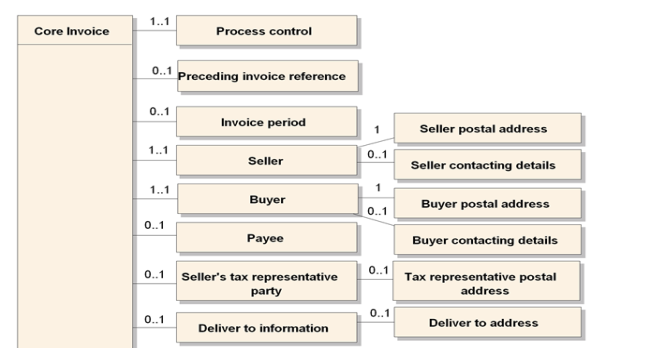 Core Invoice
1..1
Process control
0..1
Preceding invoice reference
0..1
Invoice period
1..1
Seller
1
Seller postal address
0..1
Seller contacting details
1..1
Buyer
1
Buyer postal address
0..1
Buyer contacting details
0..1
Payee
0..1
Seller's tax representative
party
0..1
Tax representative postal
address
0..1
Deliver to information
0..1
Deliver to address